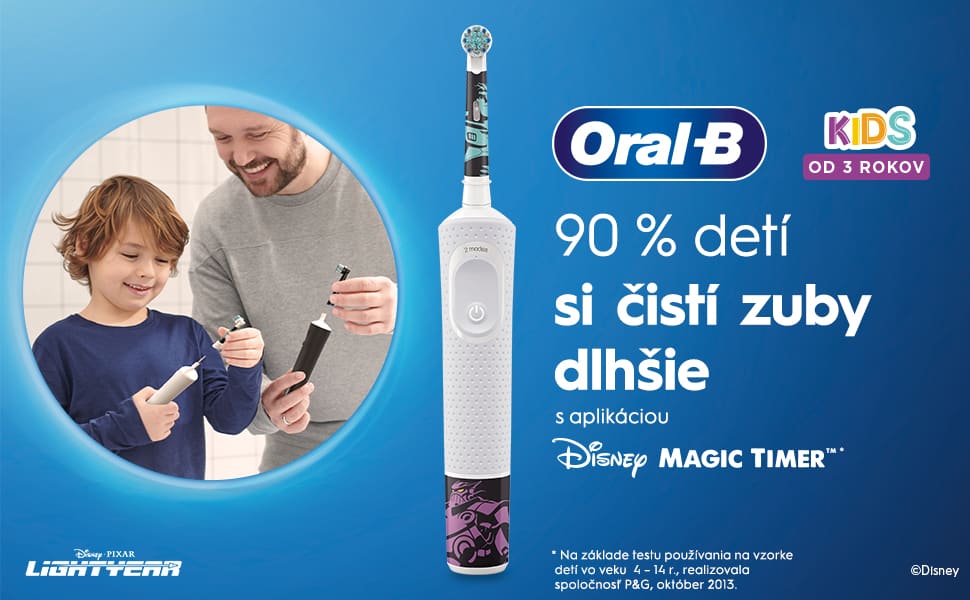 Oral-B
KIDS
OD 3 ROKOV
90 % detí
si čistí zuby
dlhšie
s aplikáciou
Disney MAGIC TIMER™*
2 modes
Disney · PIXAR
LIGHTYEAR
* Na základe testu používania na vzorke
detí vo veku 4 – 14 r., realizovala
spoločnosť P&G, október 2013.
©Disney